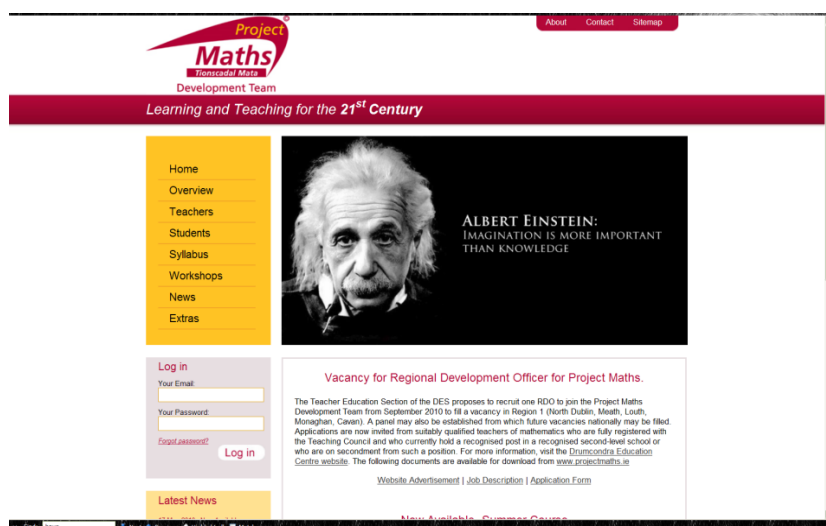 About Contact Sitemap
Project
Maths
Tionscadal Mata
Development Team
Learning and Teaching for the 21st Century
Home
Overview
Teachers
Students
Syllabus
Workshops
News
Extras
ALBERT EINSTEIN:
IMAGINATION IS MORE IMPORTANT
THAN KNOWLEDGE
Log in
Your Email:
Your Password:
Forgot password?
Log in
Latest News
Vacancy for Regional Development Officer for Project Maths.
The Teacher Education Section of the DES proposes to recruit one RDO to join the Project Maths
Development Team from September 2010 to fill a vacancy in Region 1 (North Dublin, Meath, Louth,
Monaghan, Cavan). A panel may also be established from which future vacancies nationally may be filled.
Applications are now invited from suitably qualified teachers of mathematics who are fully registered with
the Teaching Council and who currently hold a recognised post in a recognised second-level school or
who are on secondment from such a position. For more information, visit the Drumcondra Education
Centre website. The following documents are available for download from www.projectmaths.ie
Website Advertisement | Job Description | Application Form
Now Available: Summer Course